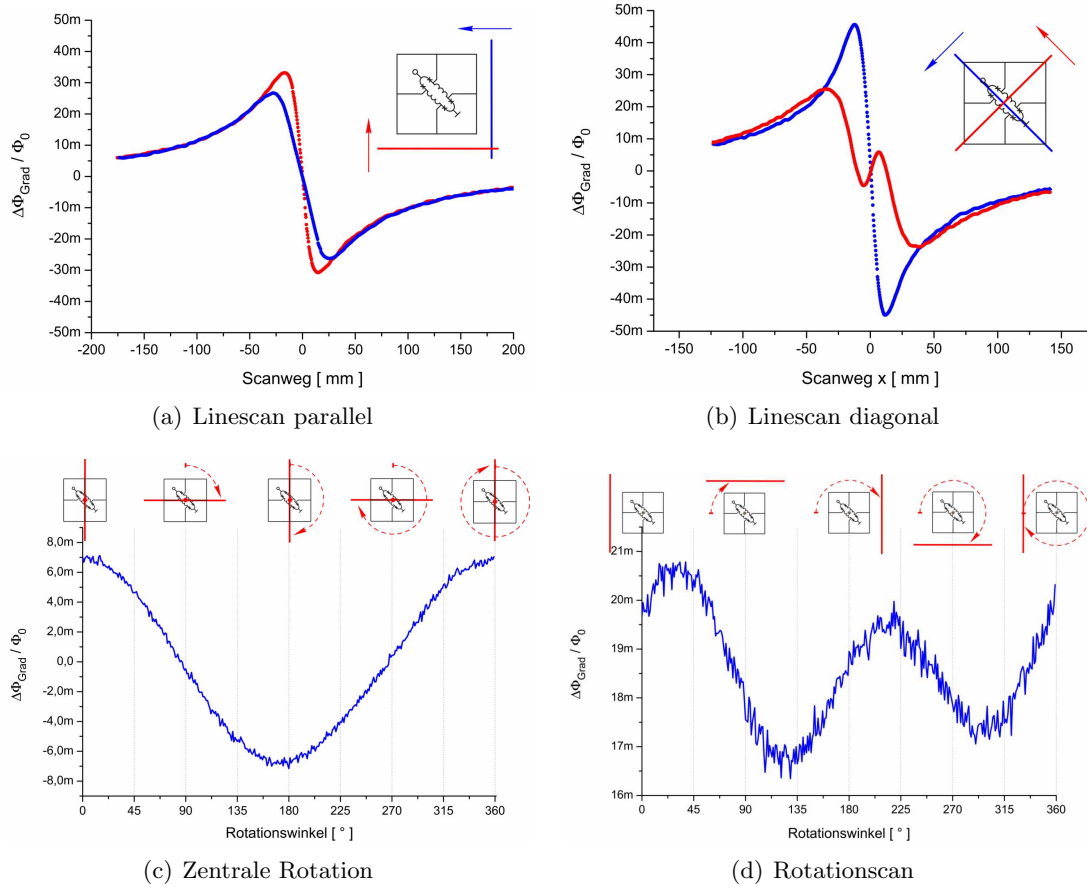 50m
40m
30m
20m
10m
0
10m
20m
30m
40m
50m
ΔΦGrad / Φ0
-200 -150 -100 -50 0 50 100 150 200
Scanweg [ mm ]
(a) Linescan parallel
50m
40m
30m
20m
10m
0
10m
20m
30m
40m
50m
ΔΦGrad / Φ0
-150 -100 -50 0 50 100 150
Scanweg x [ mm ]
(b) Linescan diagonal
8,0m
6,0m
4,0m
2,0m
0,0
-2,0m
-4,0m
-6,0m
-8,0m
ΔΦGrad / Φ0
0 45 90 135 180 225 270 315 360
Rotationswinkel [ ° ]
(c) Zentrale Rotation
21m
20m
19m
18m
17m
16m
ΔΦGrad / Φ0
0 45 90 135 180 225 270 315 360
Rotationswinkel [ ° ]
(d) Rotationscan